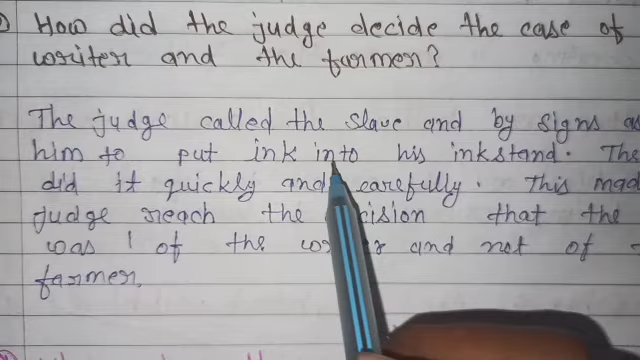 How did the judge decide the case of
writer and the farmer?
The judge called the slave and by signs as
him to put ink into his inkstand. The
did it quickly and carefully. This mad
judge reach the cision that the
was of the and not of
farmer.